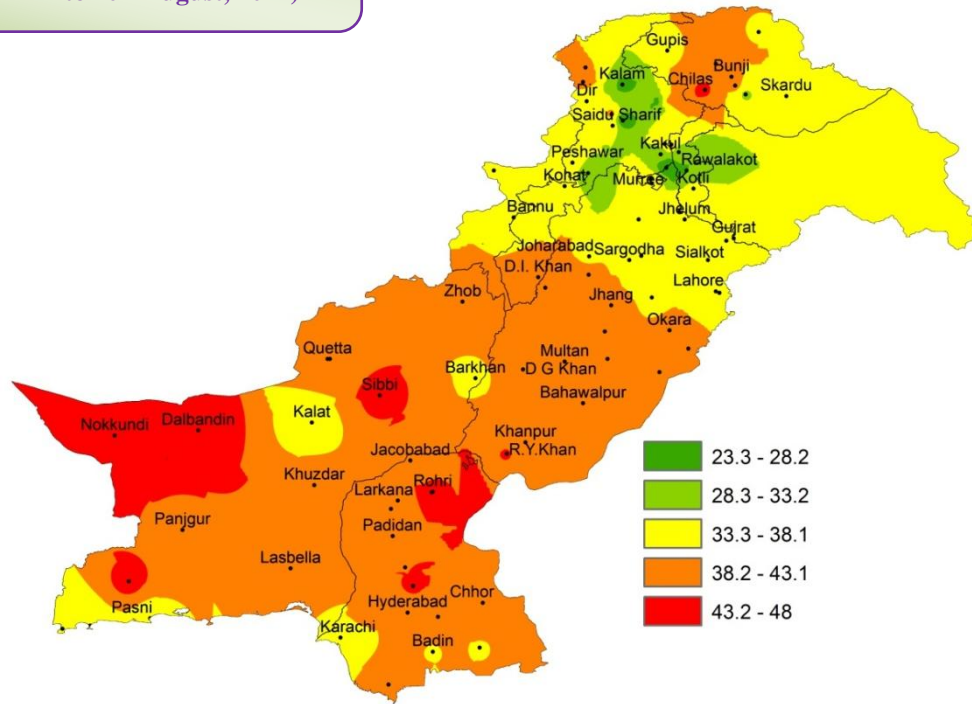 Gupis
Bunji
Kalam
Chilas
Skardu
Dir
Saidu Sharif
Kakul
Peshawar
Rawalakot
Kohat
Murree
Kotli
Bannu
Jhelum
Gujrat
Joharabad
Sargodha
Sialkot
D.I. Khan
Lahore
Zhob
Jhang
Okara
Quetta
Multan
Barkhan
D G Khan
Sibbi
Bahawalpur
Kalat
Nokkundi
Dalbandin
Khanpur
Jacobabad
R.Y.Khan
Khuzdar
Rohri
Larkana
Panjgur
Padidan
Lasbella
Chhor
Hyderabad
Pasni
Karachi
Badin
23.3 - 28.2
28.3 - 33.2
33.3 - 38.1
38.2 - 43.1
43.2 - 48